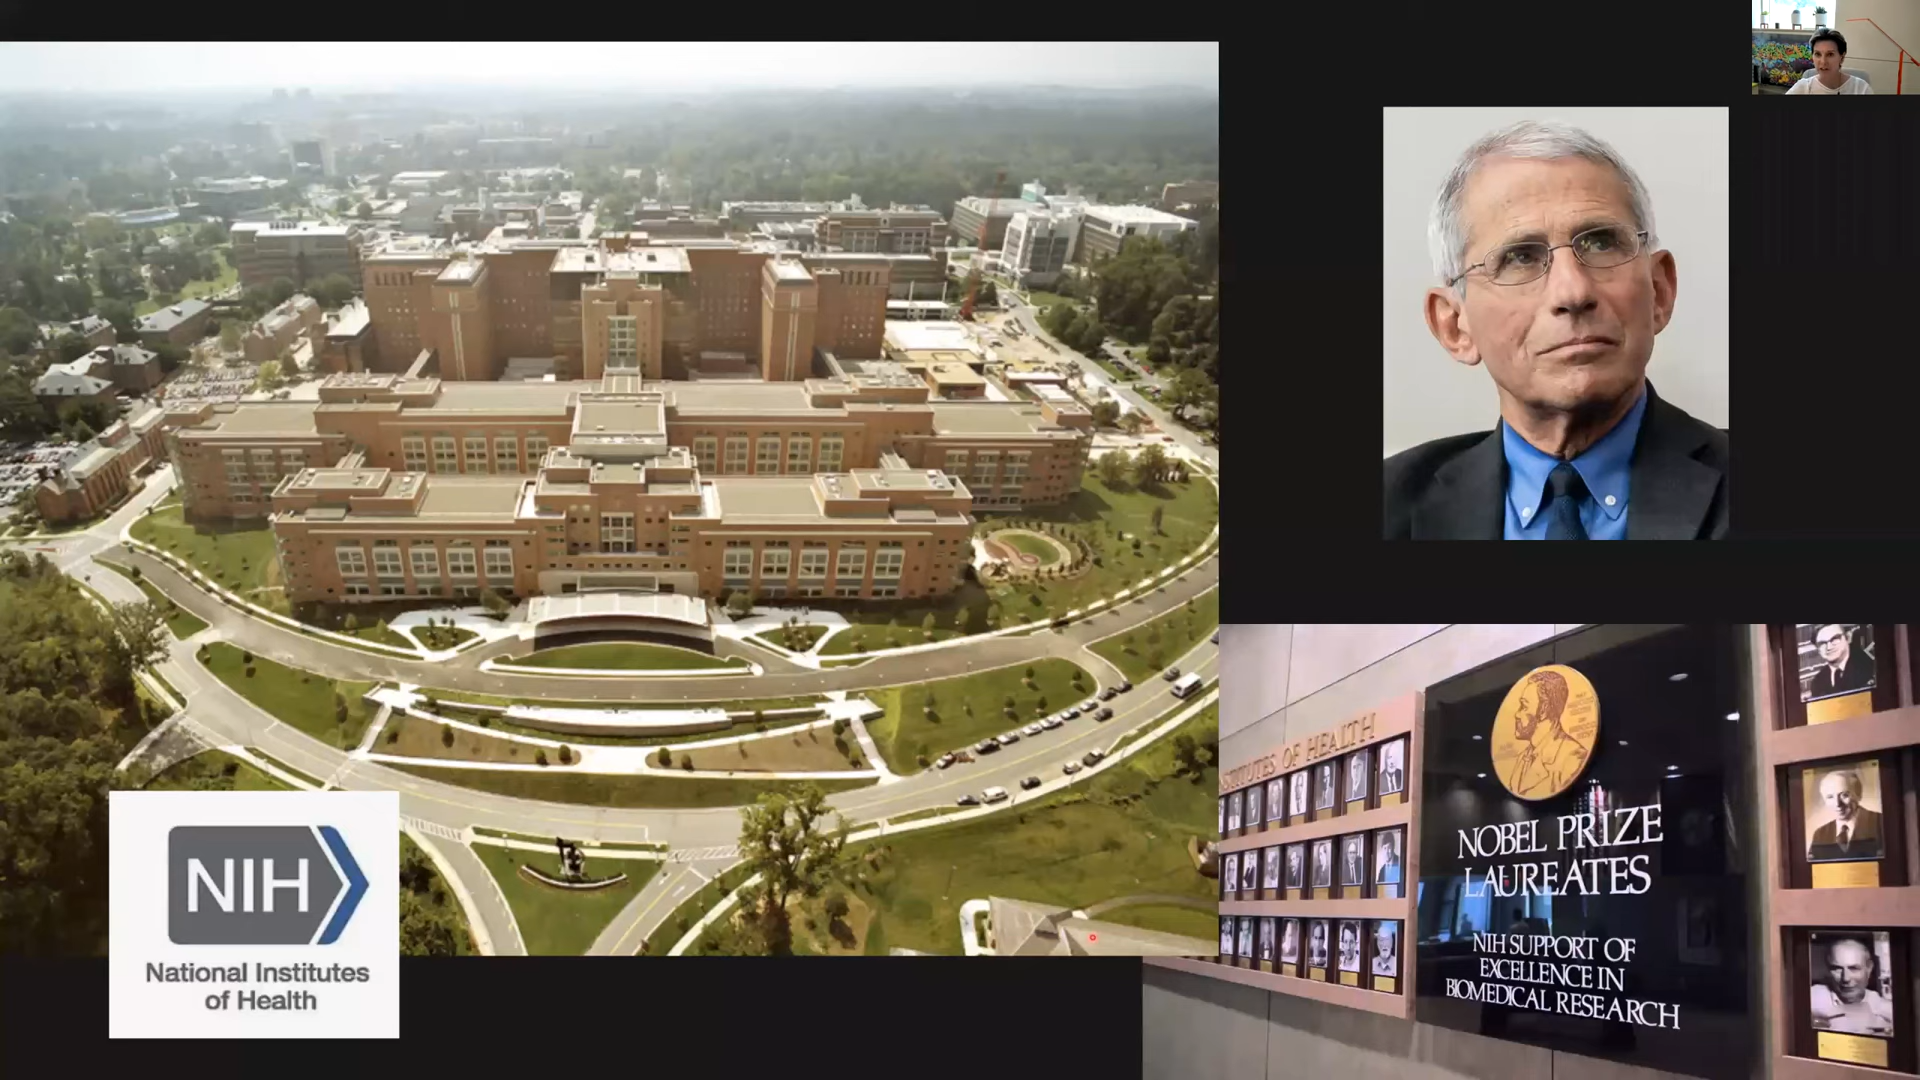 NIH
National Institutes
of Health
INSTITUTES OF HEALTH
NOBEL PRIZE
LAUREATES
NIH SUPPORT OF
EXCELLENCE IN
BIOMEDICAL RESEARCH